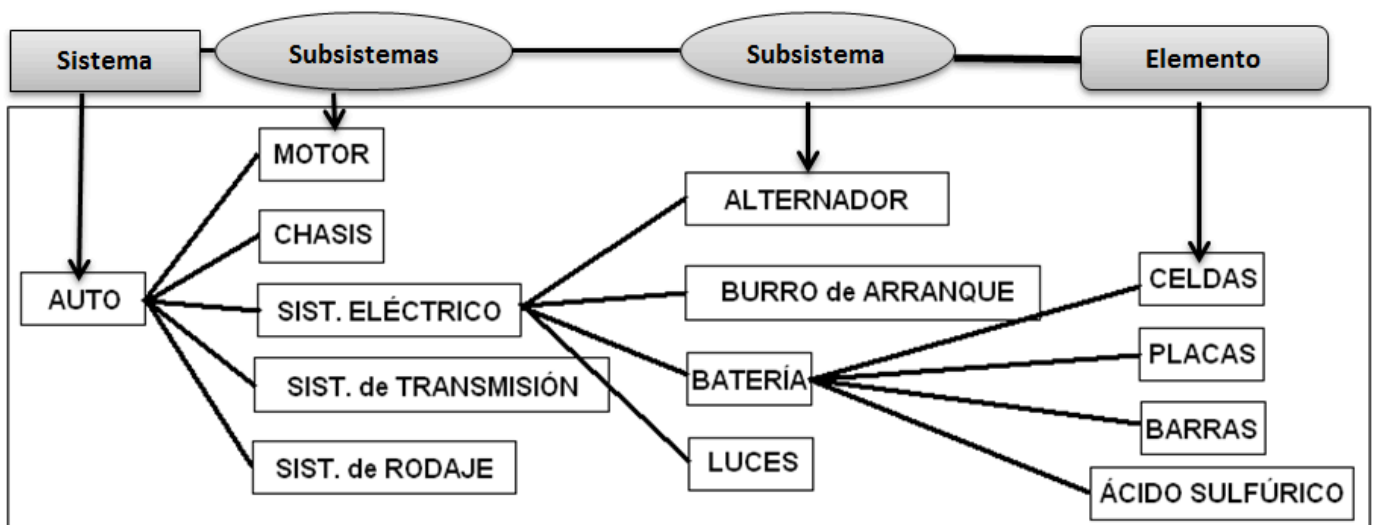 Sistema
Subsistemas
Subsistema
Elemento
MOTOR
CHASIS
AUTO
SIST. ELÉCTRICO
SIST. de TRANSMISIÓN
SIST. de RODAJE
ALTERNADOR
BURRO de ARRANQUE
BATERÍA
LUCES
CELDAS
PLACAS
BARRAS
ÁCIDO SULFÚRICO